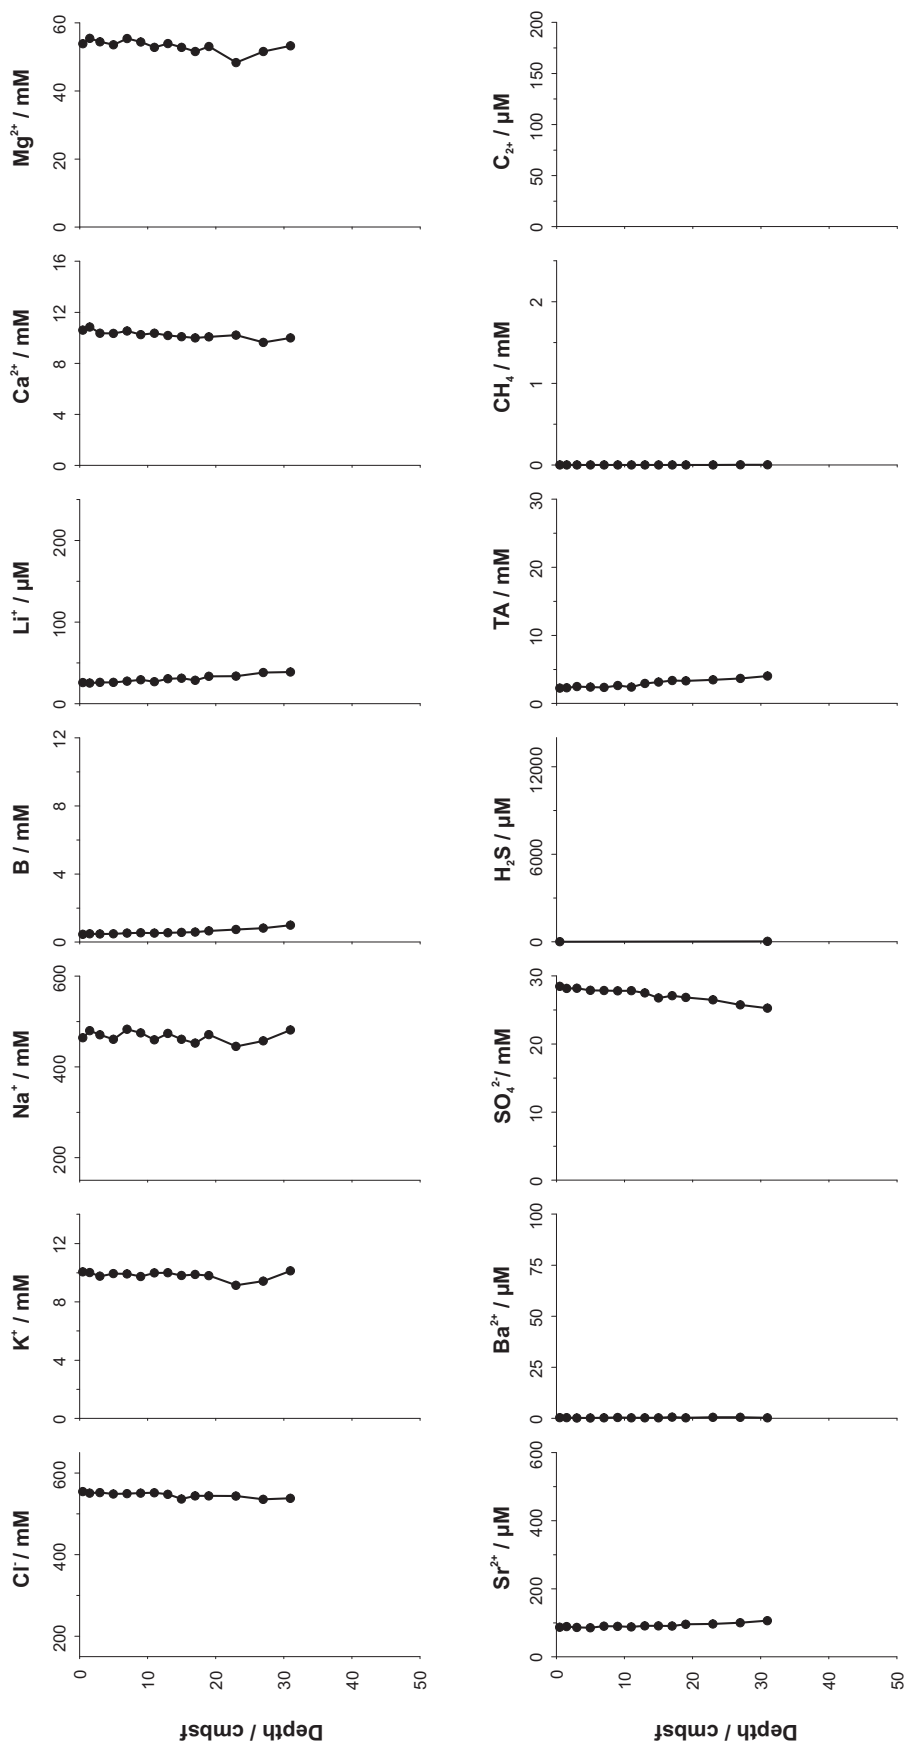 Cl⁻ / mM K⁺ / mM Na⁺ / mM B / mM Li⁺ / µM Ca²⁺ / mM Mg²⁺ / mM
200 400 600 0 4 8 12 200 400 600 0 4 8 12 0 100 200 0 4 8 12 16 0 20 40 60
0
10
20
30
40
50
Depth / cmbsf
Sr²⁺ / µM Ba²⁺ / µM SO₄²⁻/ mM H₂S / µM TA / mM CH₄ / mM C₂₊ / µM
0 200 400 600 0 25 50 75 100 0 10 20 30 0 6000 12000 0 10 20 30 0 1 2 0 50 100 150 200
0
10
20
30
40
50
Depth / cmbsf